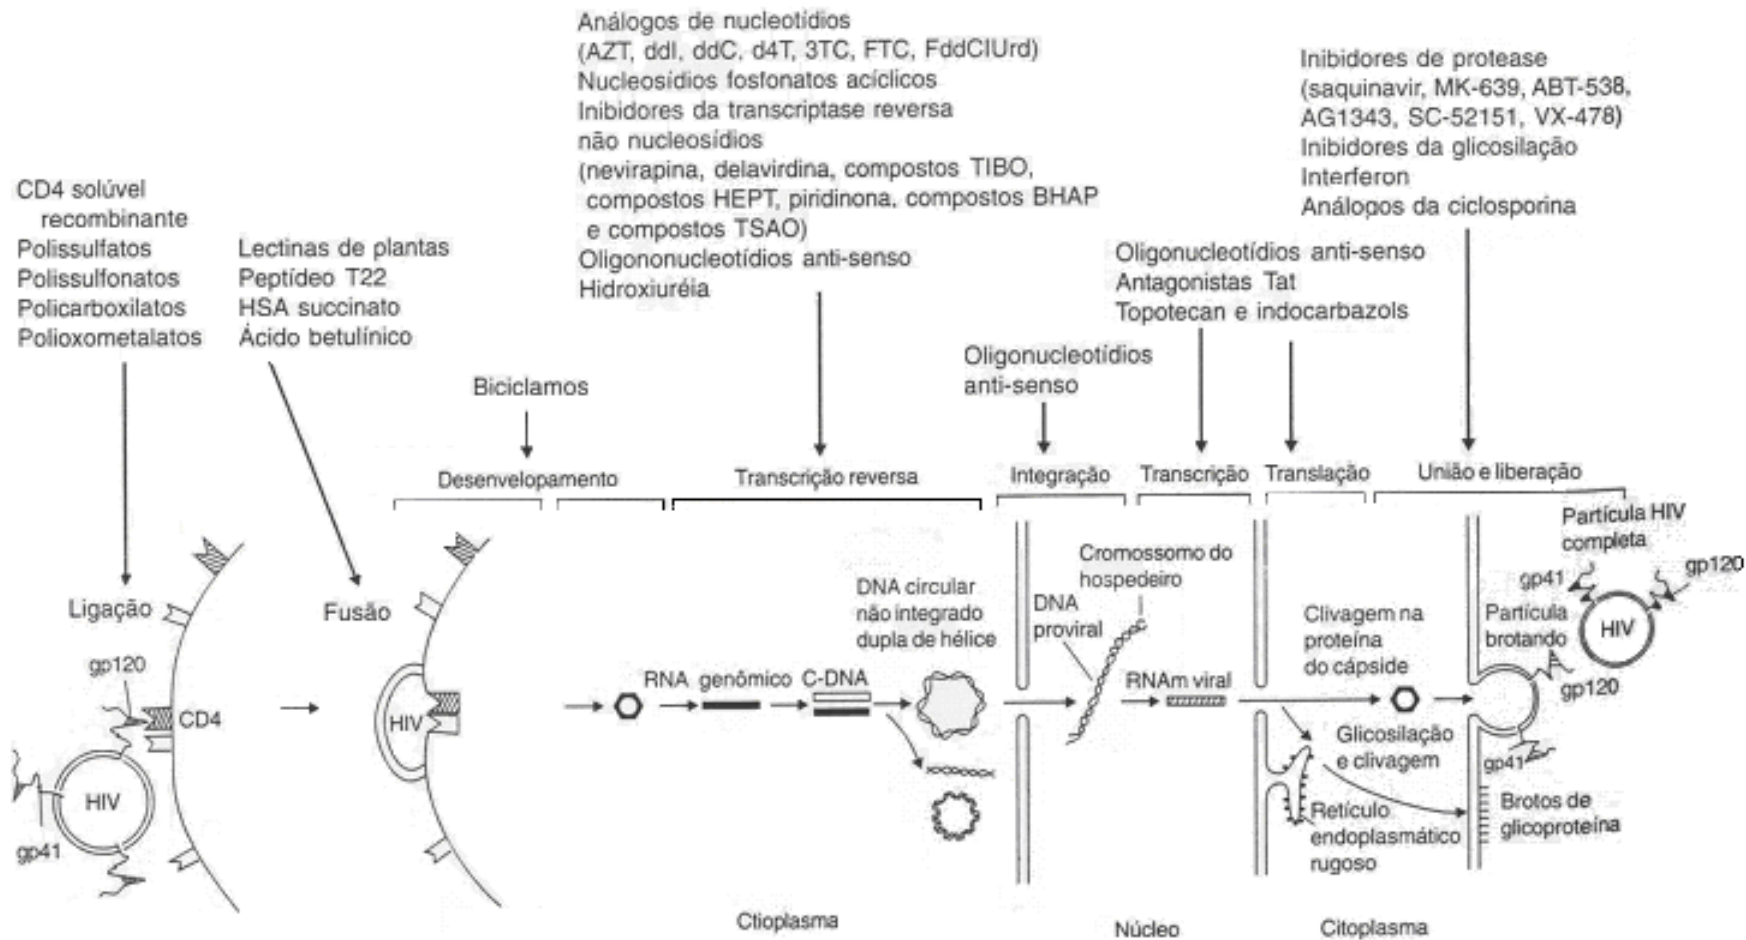 Análogos de nucleotídios
(AZT, ddI, ddC, d4T, 3TC, FTC, FddClUrd)
Nucleosídios fosfonatos acíclicos
Inibidores da transcriptase reversa
não nucleosídios
(nevirapina, delavirdina, compostos TIBO,
compostos HEPT, piridinona, compostos BHAP
e compostos TSAO)
Oligononucleotídios anti-senso
Hidroxiuréia
Inibidores de protease
(saquinavir, MK-639, ABT-538,
AG1343, SC-52151, VX-478)
Inibidores da glicosilação
Interferon
Análogos da ciclosporina
CD4 solúvel
recombinante
Polissulfatos
Polissulfonatos
Policarboxilatos
Polioxometalatos
Lectinas de plantas
Peptídeo T22
HSA succinato
Ácido betulínico
Oligonucleotídios anti-senso
Antagonistas Tat
Topotecan e indocarbazols
Oligonucleotídios
anti-senso
Biciclamos
Desenvelopamento
Transcrição reversa
Integração
Transcrição
Translação
União e liberação
Ligação
Fusão
gp120
CD4
HIV
gp41
HIV
RNA genômico
C-DNA
DNA circular
não integrado
dupla de hélice
Cromossomo do
hospedeiro
DNA
proviral
RNAm viral
Clivagem na
proteína
do cápside
Glicosilação
e clivagem
Retículo
endoplasmático
rugoso
Partícula HIV
completa
gp41
gp120
HIV
Partícula
brotando
gp120
gp41
Brotos de
glicoproteína
Ctioplasma
Núcleo
Citoplasma